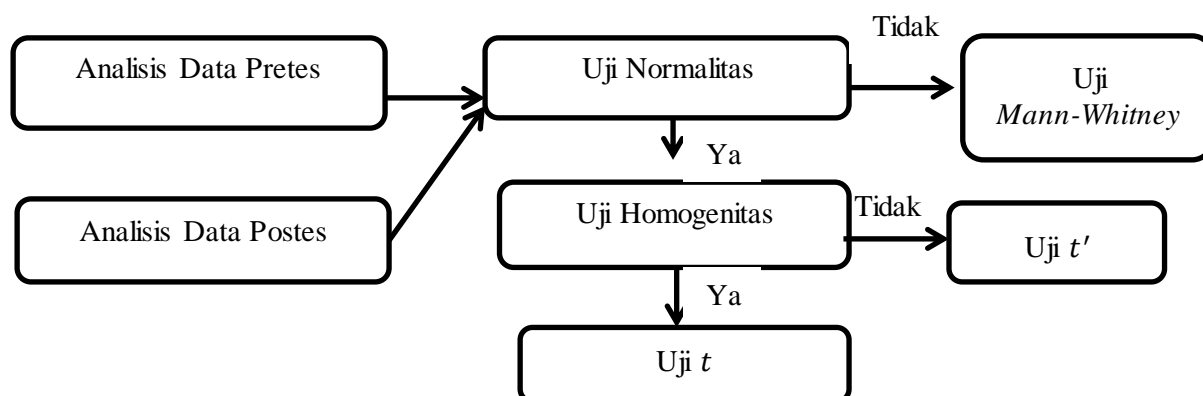 Tidak
Analisis Data Pretes
Uji Normalitas
Uji
Mann-Whitney
Ya
Analisis Data Postes
Uji Homogenitas
Tidak
Uji t′
Ya
Uji t